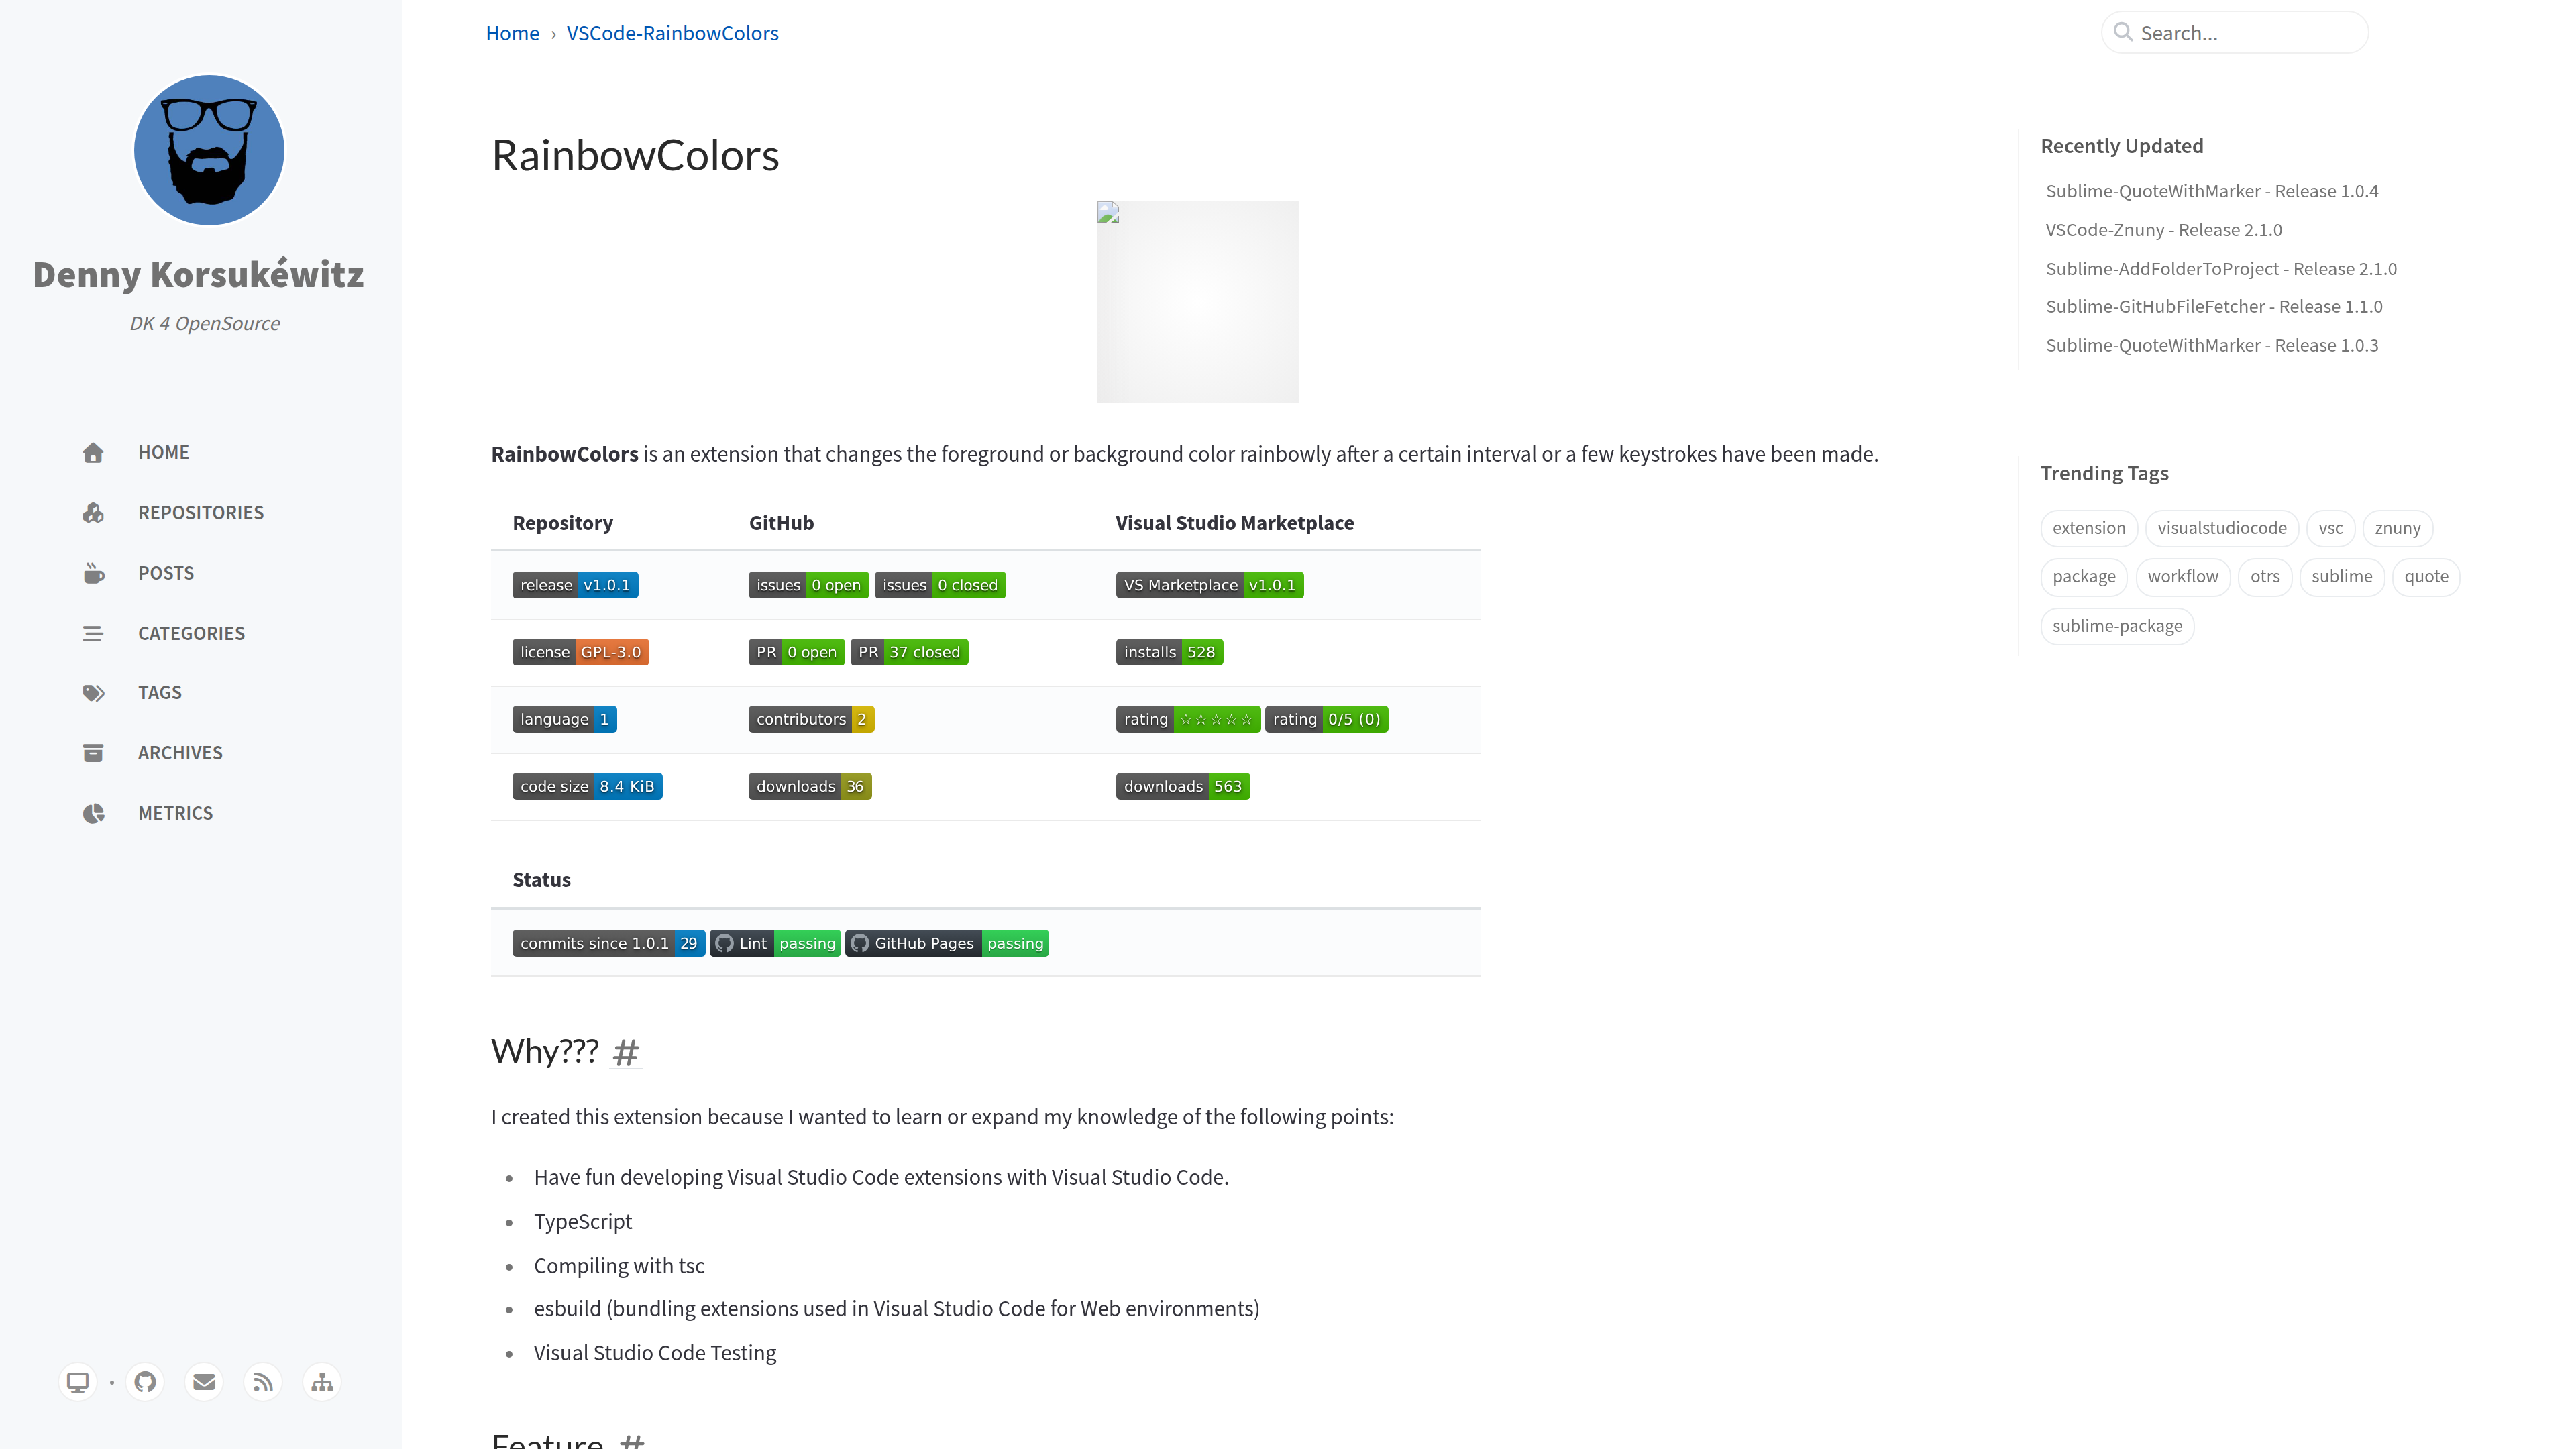 Denny Korsukéwitz
DK 4 OpenSource
HOME
REPOSITORIES
POSTS
CATEGORIES
TAGS
ARCHIVES
METRICS
Home › VSCode-RainbowColors
Search...
RainbowColors
RainbowColors is an extension that changes the foreground or background color rainbowly after a certain interval or a few keystrokes have been made.
Repository GitHub Visual Studio Marketplace
release v1.0.1 issues 0 open issues 0 closed VS Marketplace v1.0.1
license GPL-3.0 PR 0 open PR 37 closed installs 528
language 1 contributors 2 rating ☆☆☆☆☆ rating 0/5 (0)
code size 8.4 KiB downloads 36 downloads 563
Status
commits since 1.0.1 29 Lint passing GitHub Pages passing
Why??? #
I created this extension because I wanted to learn or expand my knowledge of the following points:
• Have fun developing Visual Studio Code extensions with Visual Studio Code.
• TypeScript
• Compiling with tsc
• esbuild (bundling extensions used in Visual Studio Code for Web environments)
• Visual Studio Code Testing
Feature #
Recently Updated
Sublime-QuoteWithMarker - Release 1.0.4
VSCode-Znuny - Release 2.1.0
Sublime-AddFolderToProject - Release 2.1.0
Sublime-GitHubFileFetcher - Release 1.1.0
Sublime-QuoteWithMarker - Release 1.0.3
Trending Tags
extension visualstudiocode vsc znuny
package workflow otrs sublime quote
sublime-package